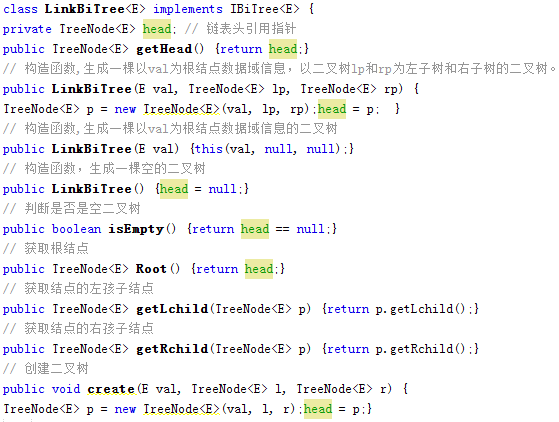 class LinkBiTree<E> implements IBiTree<E> {
private TreeNode<E> head; // 链表头引用指针
public TreeNode<E> getHead() {return head;}
// 构造函数,生成一棵以val为根结点数据域信息，以二叉树lp和rp为左子树和右子树的二叉树。
public LinkBiTree(E val, TreeNode<E> lp, TreeNode<E> rp) {
TreeNode<E> p = new TreeNode<E>(val, lp, rp);head = p;  }
// 构造函数,生成一棵以val为根结点数据域信息的二叉树
public LinkBiTree(E val) {this(val, null, null);}
// 构造函数，生成一棵空的二叉树
public LinkBiTree() {head = null;}
// 判断是否是空二叉树
public boolean isEmpty() {return head == null;}
// 获取根结点
public TreeNode<E> Root() {return head;}
// 获取结点的左孩子结点
public TreeNode<E> getLchild(TreeNode<E> p) {return p.getLchild();}
// 获取结点的右孩子结点
public TreeNode<E> getRchild(TreeNode<E> p) {return p.getRchild();}
// 创建二叉树
public void create(E val, TreeNode<E> l, TreeNode<E> r) {
TreeNode<E> p = new TreeNode<E>(val, l, r);head = p;}